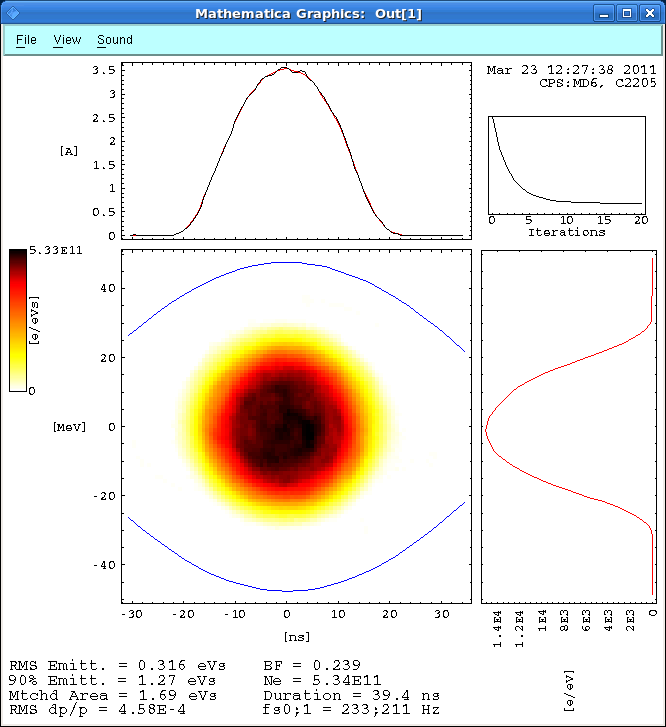 Mathematica Graphics: Out[1]
File View Sound
Mar 23 12:27:38 2011
CPS:MD6, C2205
3.5
3
2.5
2
1.5
1
0.5
0
[A]
0 5 10 15 20
Iterations
5.33E11
[e/eVs]
0
40
20
0
-20
-40
[MeV]
-30 -20 -10 0 10 20 30
[ns]
1.4E4 1.2E4 1E4 8E3 6E3 4E3 2E3 0
[e/eV]
RMS Emitt. = 0.316 eVs BF = 0.239
90% Emitt. = 1.27 eVs Ne = 5.34E11
Mtchd Area = 1.69 eVs Duration = 39.4 ns
RMS dp/p = 4.58E-4 fs0;1 = 233;211 Hz